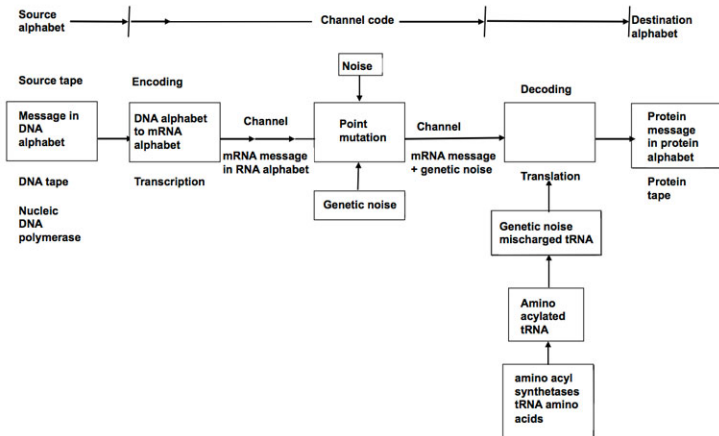 Source
alphabet
Channel code
Destination
alphabet
Noise
Source tape
Encoding
Decoding
Message in
DNA
alphabet
DNA alphabet
to mRNA
alphabet
Channel
mRNA message
in RNA alphabet
Point
mutation
Channel
mRNA message
+ genetic noise
Protein
message
in protein
alphabet
DNA tape
Transcription
Translation
Protein
tape
Nucleic
DNA
polymerase
Genetic noise
Genetic noise
mischarged tRNA
Amino
acylated
tRNA
amino acyl
synthetases
tRNA amino
acids